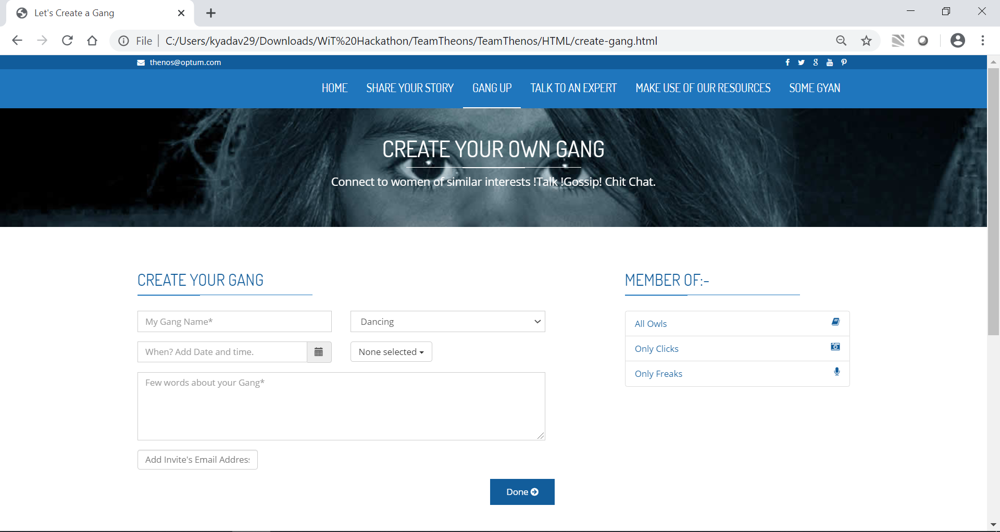 Let's Create a Gang
File
C:/Users/kyadav29/Downloads/WiT%20Hackathon/TeamTheons/TeamThenos/HTML/create-gang.html
thenos@optum.com
HOME SHARE YOUR STORY GANG UP TALK TO AN EXPERT MAKE USE OF OUR RESOURCES SOME GYAN
CREATE YOUR OWN GANG
Connect to women of similar interests !Talk !Gossip! Chit Chat.
CREATE YOUR GANG
My Gang Name*
Dancing
When? Add Date and time.
None selected
Few words about your Gang*
Add Invite's Email Address
Done
MEMBER OF:-
All Owls
Only Clicks
Only Freaks